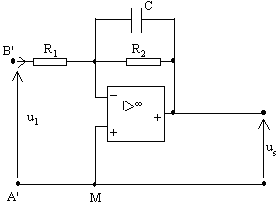 C
B' R₁ R₂
− ▷∞
+ +
u₁ uₛ
A' M